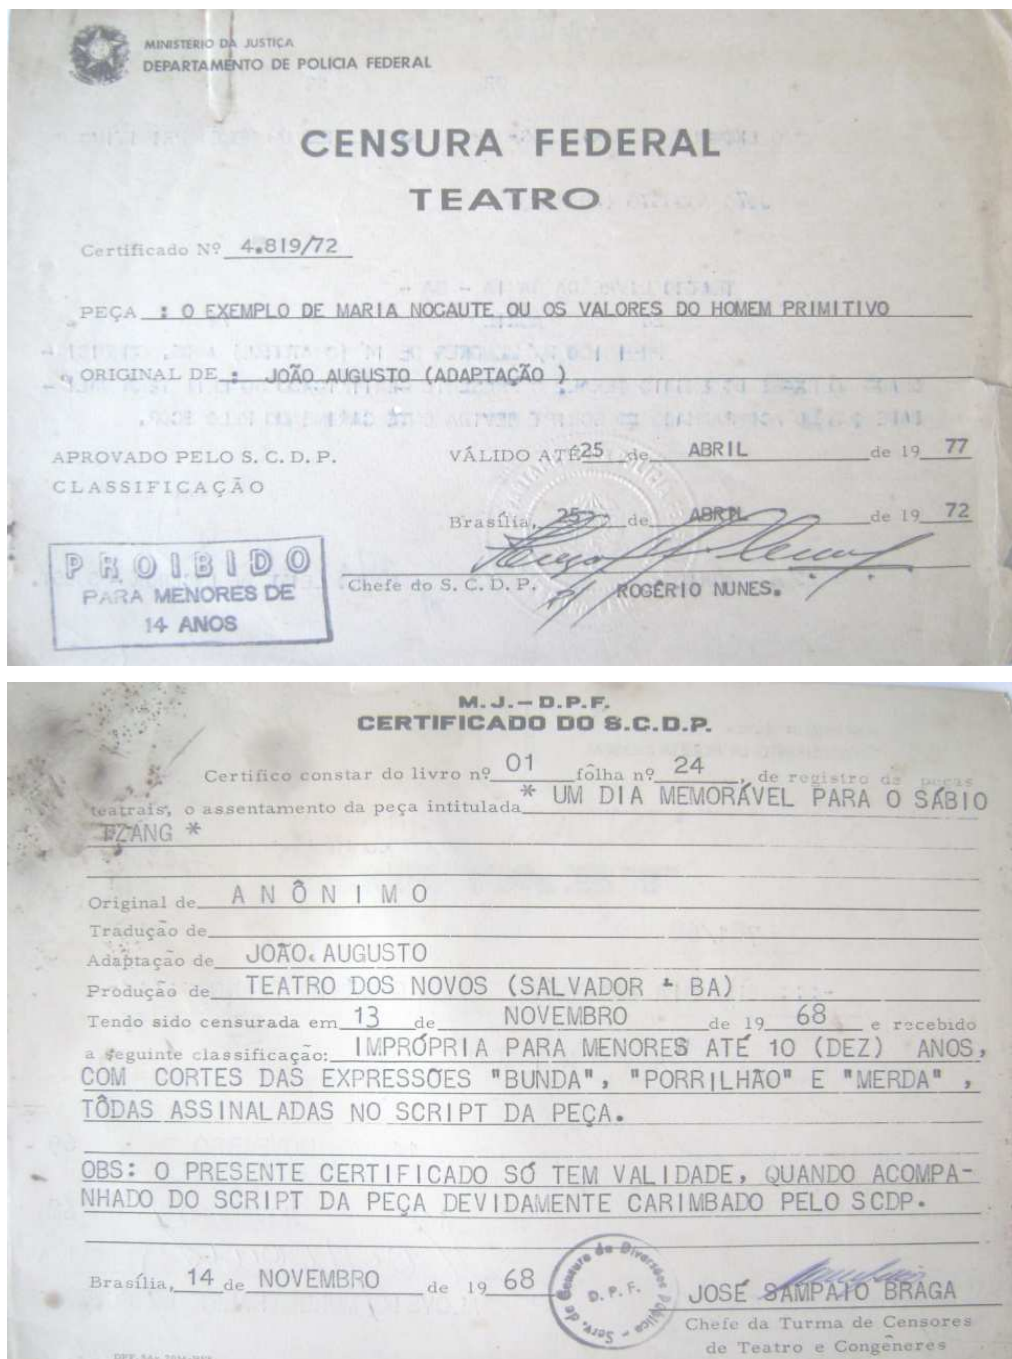 MINISTÉRIO DA JUSTIÇA
DEPARTAMENTO DE POLÍCIA FEDERAL
CENSURA FEDERAL
TEATRO
Certificado Nº 4.819/72
PEÇA : O EXEMPLO DE MARIA NOCAUTE OU OS VALORES DO HOMEM PRIMITIVO
ORIGINAL DE : JOÃO AUGUSTO (ADAPTAÇÃO )
APROVADO PELO S. C. D. P.
CLASSIFICAÇÃO
VÁLIDO ATÉ 25 de ABRIL de 19 77
Brasília, 25 de ABRIL de 19 72
PROIBIDO
PARA MENORES DE
14 ANOS
Chefe do S. C. D. P.
ROGÉRIO NUNES.
M. J. – D. P. F.
CERTIFICADO DO S.C.D.P.
Certifico constar do livro nº 01 fôlha nº 24, de registro de peças
teatrais, o assentamento da peça intitulada * UM DIA MEMORÁVEL PARA O SÁBIO
*
Original de ANÔNIMO
Tradução de
Adaptação de JOÃO. AUGUSTO
Produção de TEATRO DOS NOVOS (SALVADOR - BA)
Tendo sido censurada em 13 de NOVEMBRO de 19 68 e recebido
a seguinte classificação: IMPRÓPRIA PARA MENORES ATÉ 10 (DEZ) ANOS,
COM CORTES DAS EXPRESSÕES "BUNDA", "PORRILHÃO" E "MERDA" ,
TÔDAS ASSINALADAS NO SCRIPT DA PEÇA.
OBS: O PRESENTE CERTIFICADO SÓ TEM VALIDADE, QUANDO ACOMPA-
NHADO DO SCRIPT DA PEÇA DEVIDAMENTE CARIMBADO PELO SCDP.
Brasília, 14 de NOVEMBRO de 19 68
Serv. de Censura de Diversões Públicas
D. P. F.
JOSÉ SAMPAIO BRAGA
Chefe da Turma de Censores
de Teatro e Congêneres